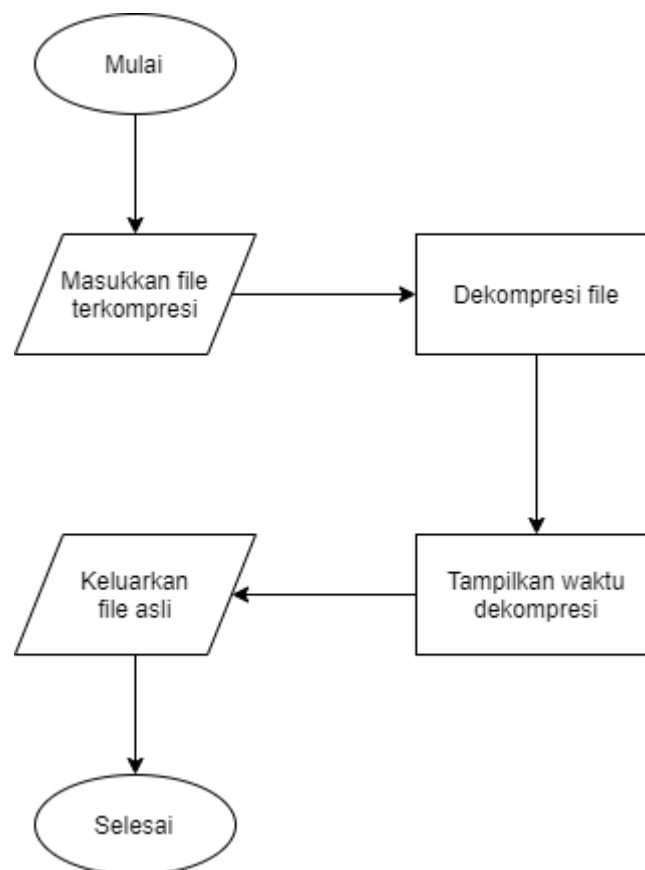 Mulai
Masukkan file
terkompresi
Dekompresi file
Tampilkan waktu
dekompresi
Keluarkan
file asli
Selesai